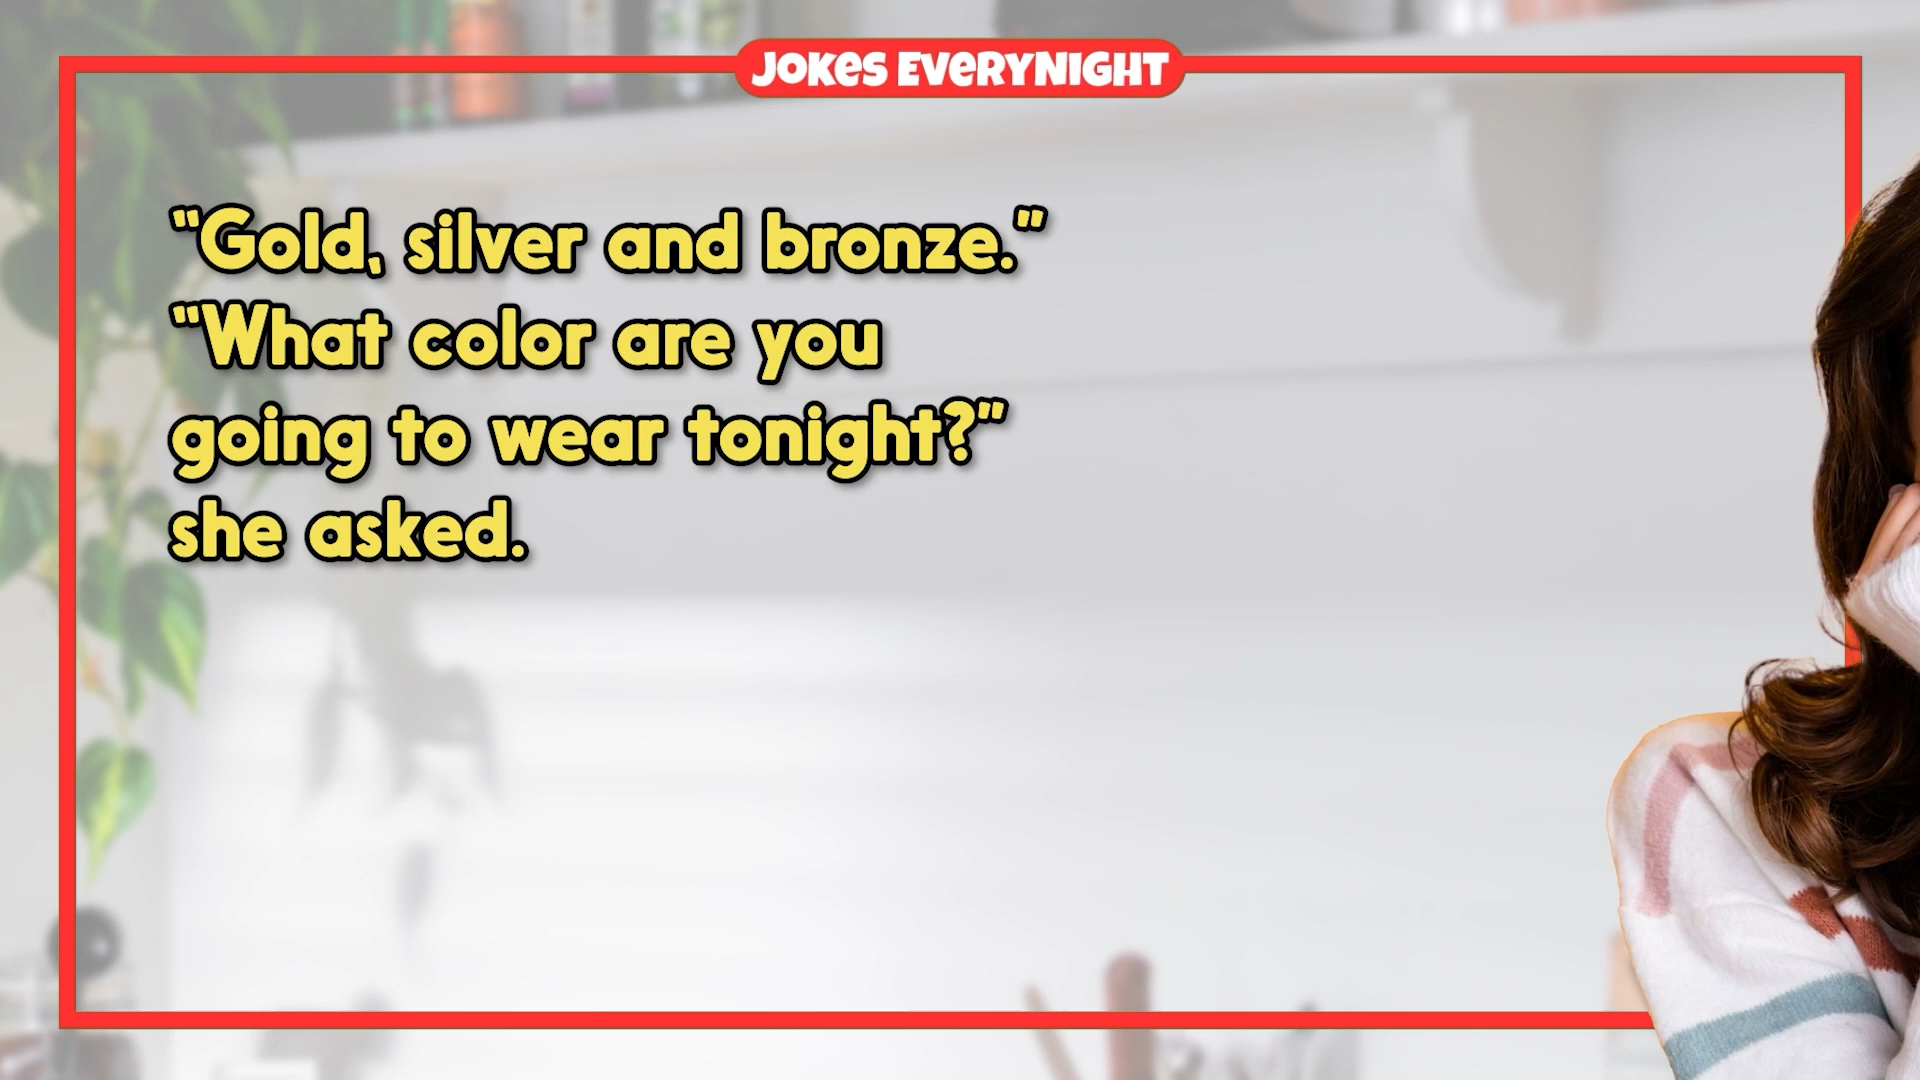 JOKES EVERYNIGHT
"Gold, silver and bronze."
"What color are you
going to wear tonight?"
she asked.